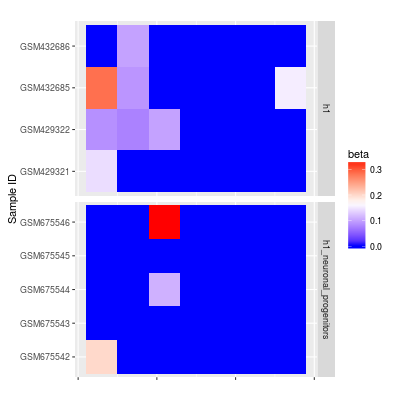 GSM432686
GSM432685
GSM429322
GSM429321
h1
GSM675546
GSM675545
GSM675544
GSM675543
GSM675542
h1_neuronal_progenitors
Sample ID
beta
0.3
0.2
0.1
0.0